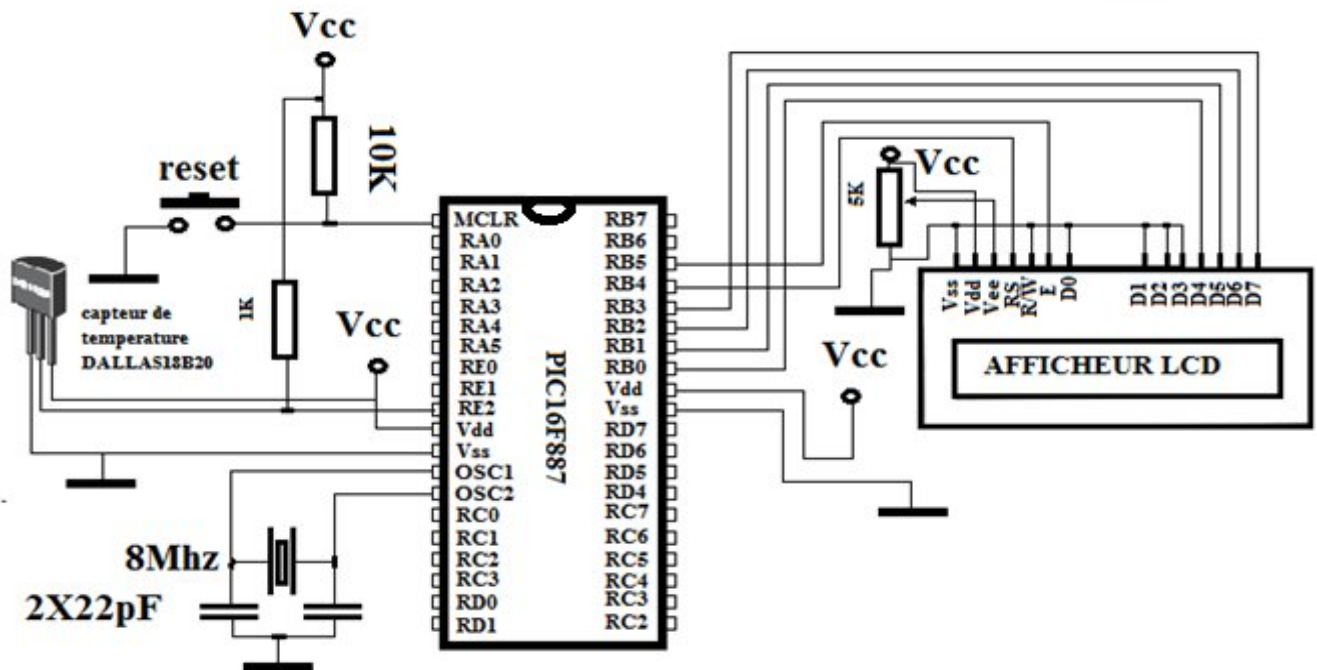 Vcc
10K
reset
1K
capteur de
temperature
DALLAS18B20
Vcc
8Mhz
2X22pF
MCLR
RA0
RA1
RA2
RA3
RA4
RA5
RE0
RE1
RE2
Vdd
Vss
OSC1
OSC2
RC0
RC1
RC2
RC3
RD0
RD1
PIC16F887
RB7
RB6
RB5
RB4
RB3
RB2
RB1
RB0
Vdd
Vss
RD7
RD6
RD5
RD4
RC7
RC6
RC5
RC4
RC3
RC2
Vcc
5K
Vcc
Vss
Vdd
Vee
RS
R/W
E
D0
D1
D2
D3
D4
D5
D6
D7
AFFICHEUR LCD